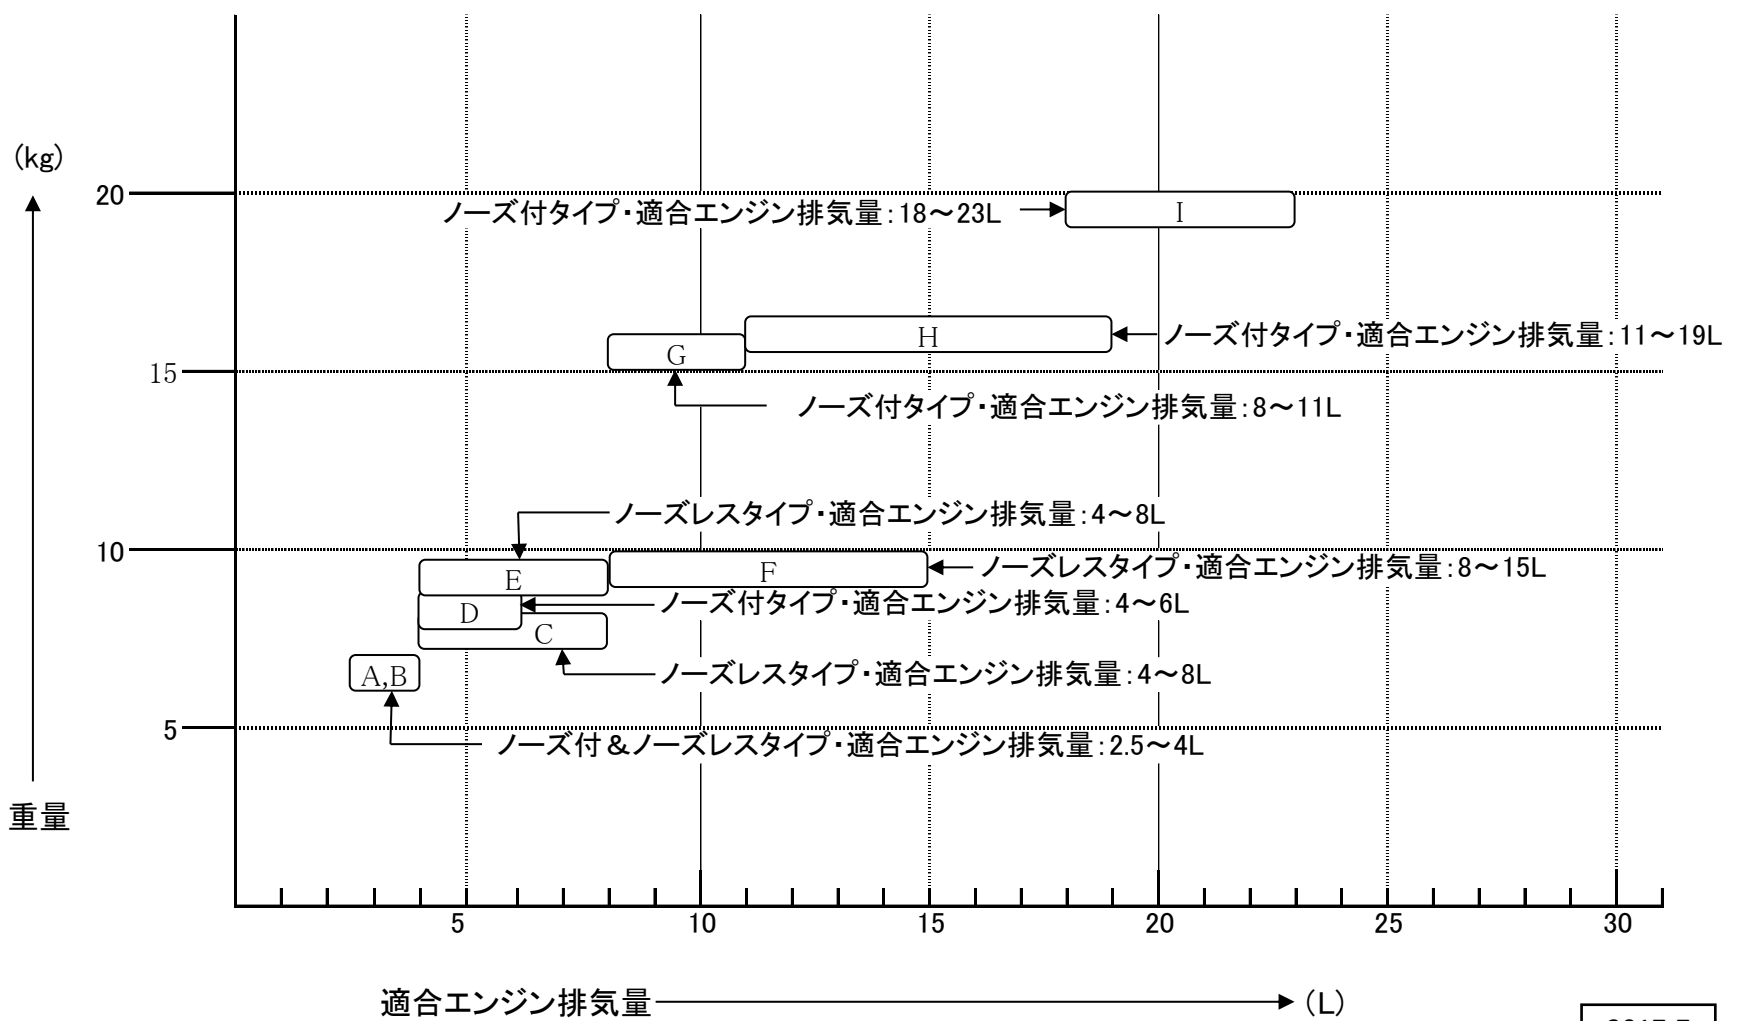 (kg)
20
ノーズ付タイプ・適合エンジン排気量:18～23L
I
H
ノーズ付タイプ・適合エンジン排気量:11～19L
G
15
ノーズ付タイプ・適合エンジン排気量:8～11L
ノーズレスタイプ・適合エンジン排気量:4～8L
10
E
F
ノーズレスタイプ・適合エンジン排気量:8～15L
D
ノーズ付タイプ・適合エンジン排気量:4～6L
C
A,B
ノーズレスタイプ・適合エンジン排気量:4～8L
5
ノーズ付&ノーズレスタイプ・適合エンジン排気量:2.5～4L
重量
5 10 15 20 25 30
適合エンジン排気量 (L)